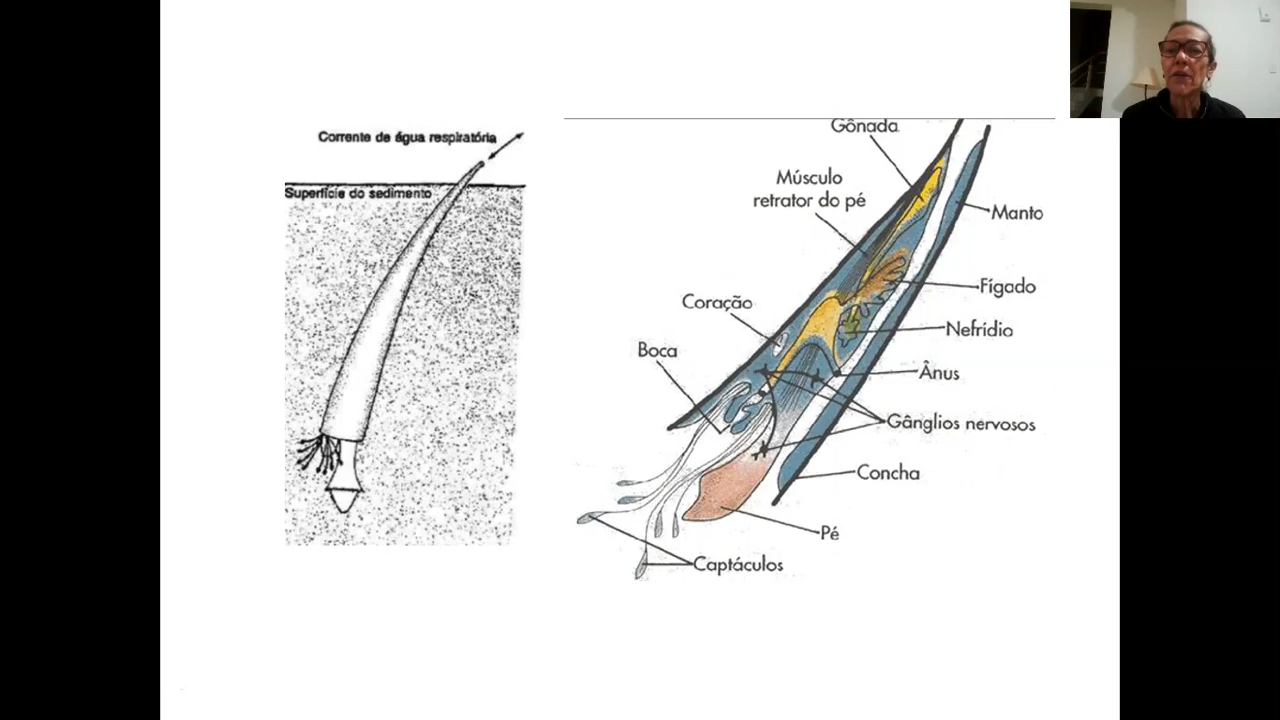 Corrente de água respiratória
Superfície do sedimento
Gônada
Músculo
retrator do pé
Manto
Fígado
Coração
Nefrídio
Boca
Ânus
Gânglios nervosos
Concha
Pé
Captáculos